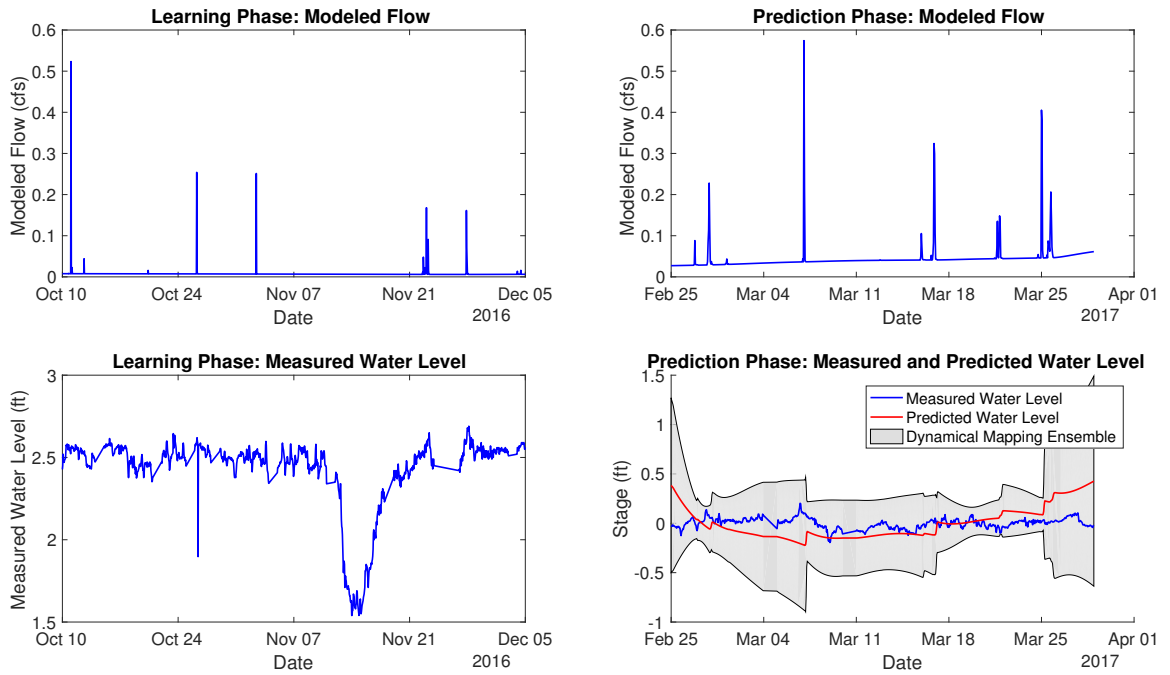 Learning Phase: Modeled Flow
Modeled Flow (cfs)
0.6
0.5
0.4
0.3
0.2
0.1
0
Oct 10 Oct 24 Nov 07 Nov 21 Dec 05
Date 2016
Prediction Phase: Modeled Flow
Modeled Flow (cfs)
0.6
0.5
0.4
0.3
0.2
0.1
0
Feb 25 Mar 04 Mar 11 Mar 18 Mar 25 Apr 01
Date 2017
Learning Phase: Measured Water Level
Measured Water Level (ft)
3
2.5
2
1.5
Oct 10 Oct 24 Nov 07 Nov 21 Dec 05
Date 2016
Prediction Phase: Measured and Predicted Water Level
Stage (ft)
1.5
1
0.5
0
-0.5
-1
Measured Water Level
Predicted Water Level
Dynamical Mapping Ensemble
Feb 25 Mar 04 Mar 11 Mar 18 Mar 25 Apr 01
Date 2017